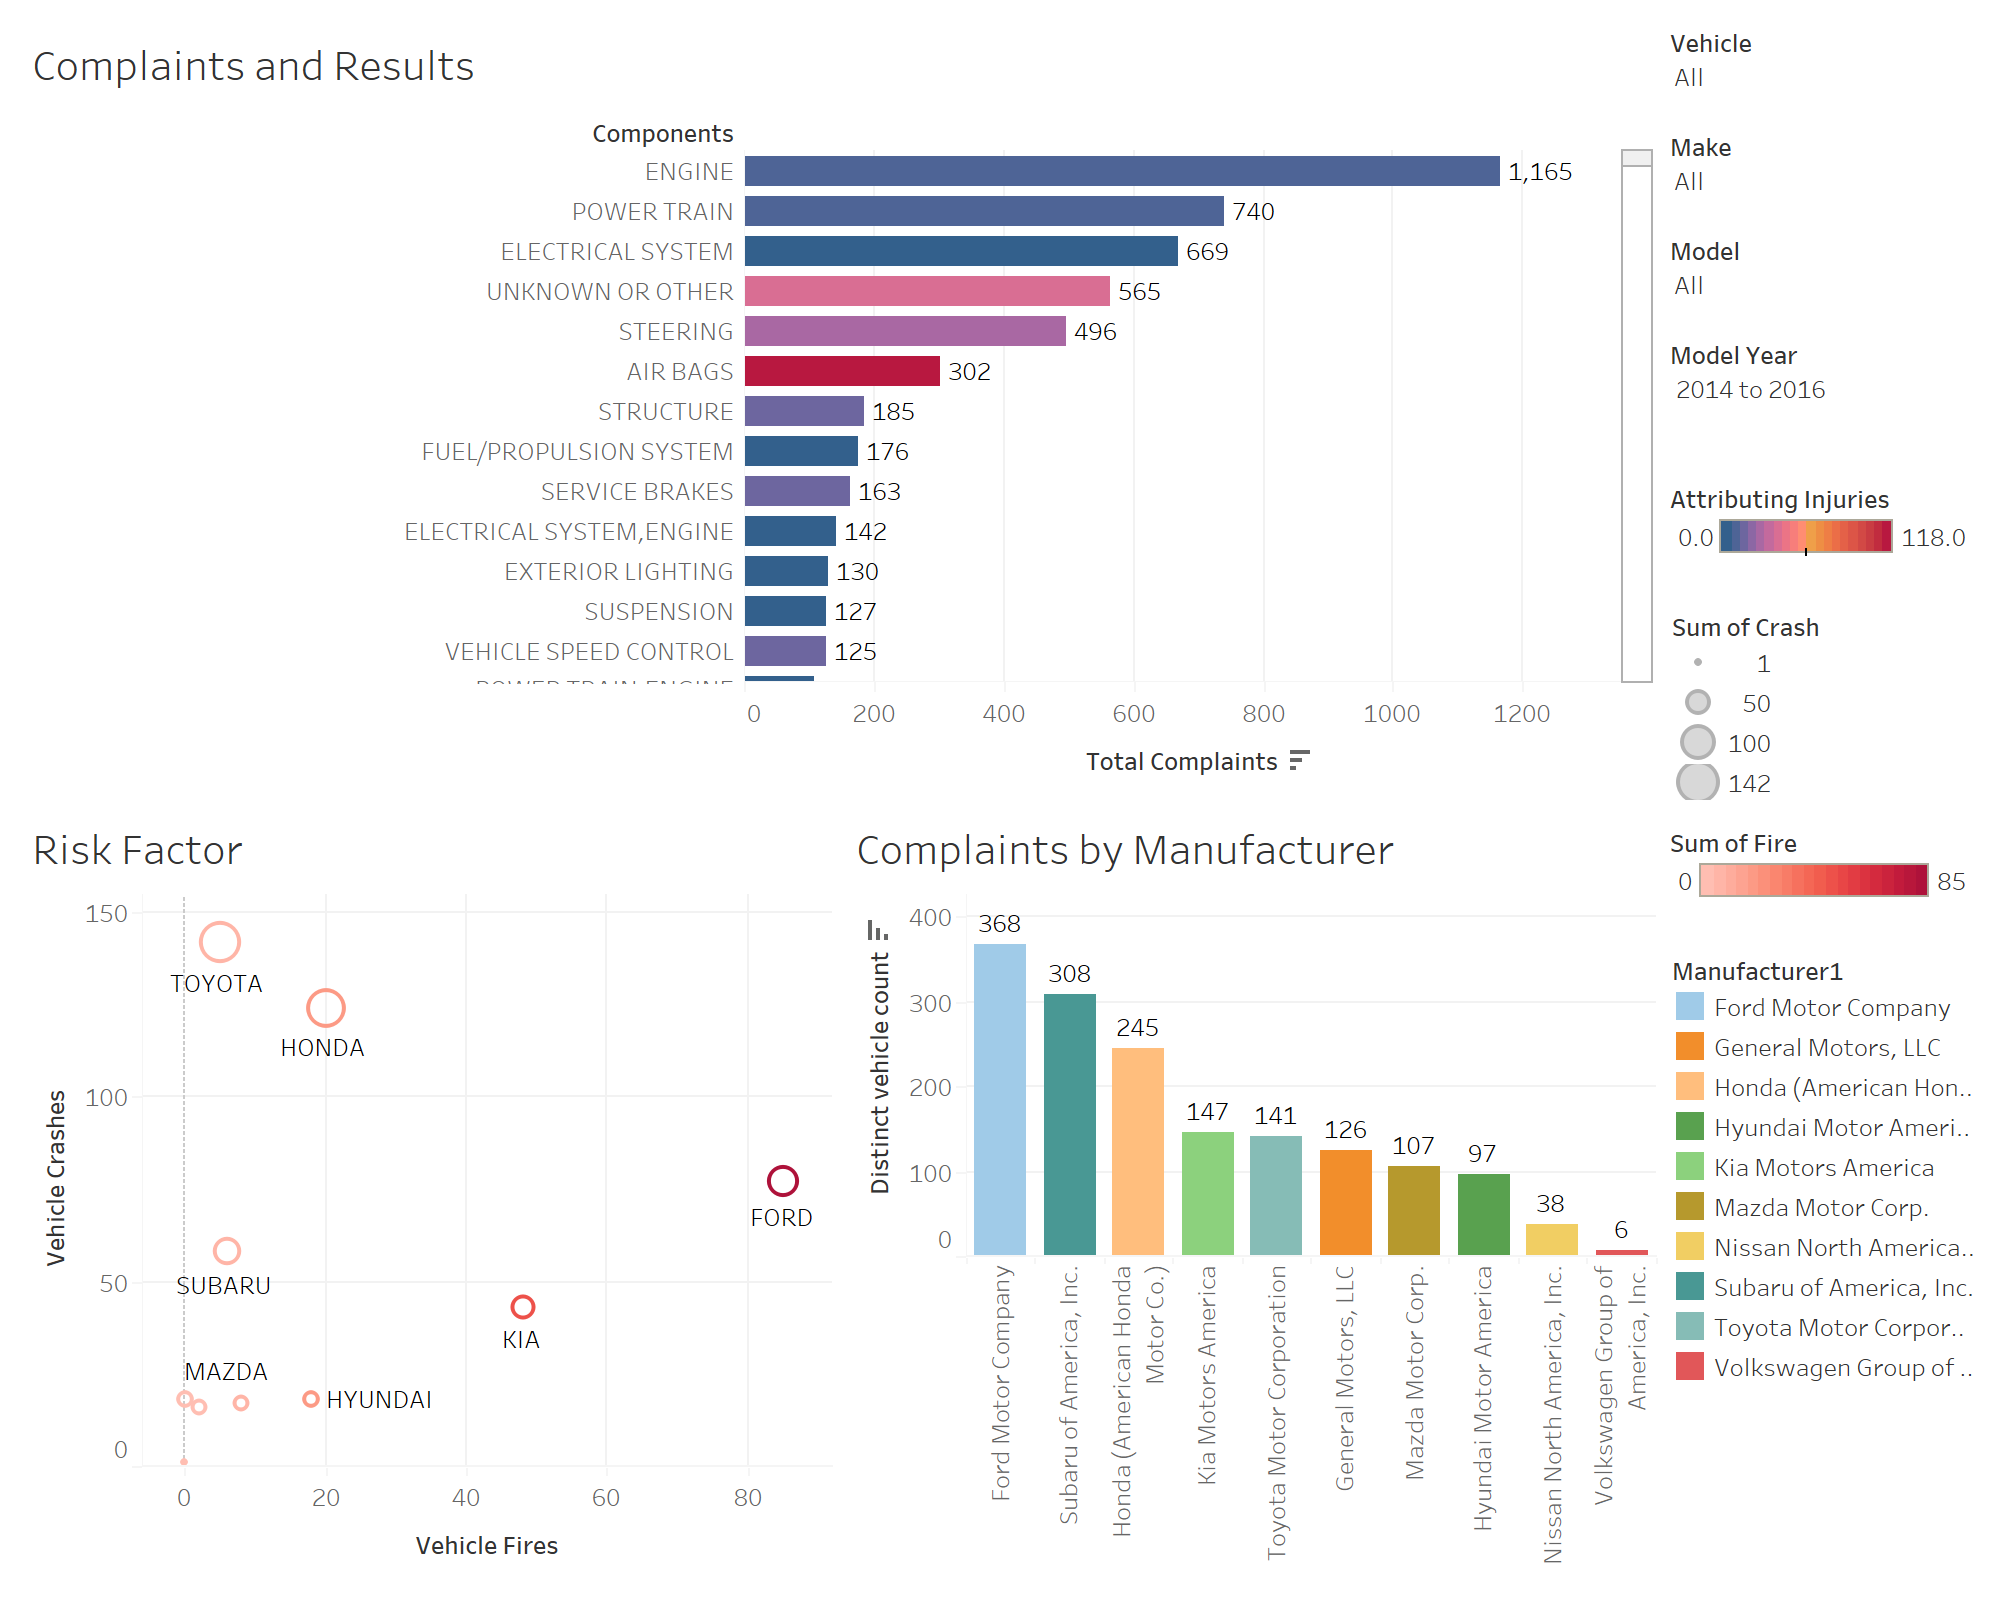 Complaints and Results
Components
ENGINE 1,165
POWER TRAIN 740
ELECTRICAL SYSTEM 669
UNKNOWN OR OTHER 565
STEERING 496
AIR BAGS 302
STRUCTURE 185
FUEL/PROPULSION SYSTEM 176
SERVICE BRAKES 163
ELECTRICAL SYSTEM,ENGINE 142
EXTERIOR LIGHTING 130
SUSPENSION 127
VEHICLE SPEED CONTROL 125
POWER TRAIN,ENGINE
0 200 400 600 800 1000 1200
Total Complaints
Vehicle
All
Make
All
Model
All
Model Year
2014 to 2016
Attributing Injuries
0.0 118.0
Sum of Crash
1
50
100
142
Sum of Fire
0 85
Manufacturer1
Ford Motor Company
General Motors, LLC
Honda (American Hon..
Hyundai Motor Ameri..
Kia Motors America
Mazda Motor Corp.
Nissan North America..
Subaru of America, Inc.
Toyota Motor Corpor..
Volkswagen Group of ..
Risk Factor
Vehicle Crashes
150
100
50
0
TOYOTA
HONDA
FORD
SUBARU
KIA
MAZDA
HYUNDAI
0 20 40 60 80
Vehicle Fires
Complaints by Manufacturer
Distinct vehicle count
400
300
200
100
0
368
308
245
147
141
126
107
97
38
6
Ford Motor Company
Subaru of America, Inc.
Honda (American Honda
Motor Co.)
Kia Motors America
Toyota Motor Corporation
General Motors, LLC
Mazda Motor Corp.
Hyundai Motor America
Nissan North America, Inc.
Volkswagen Group of
America, Inc.